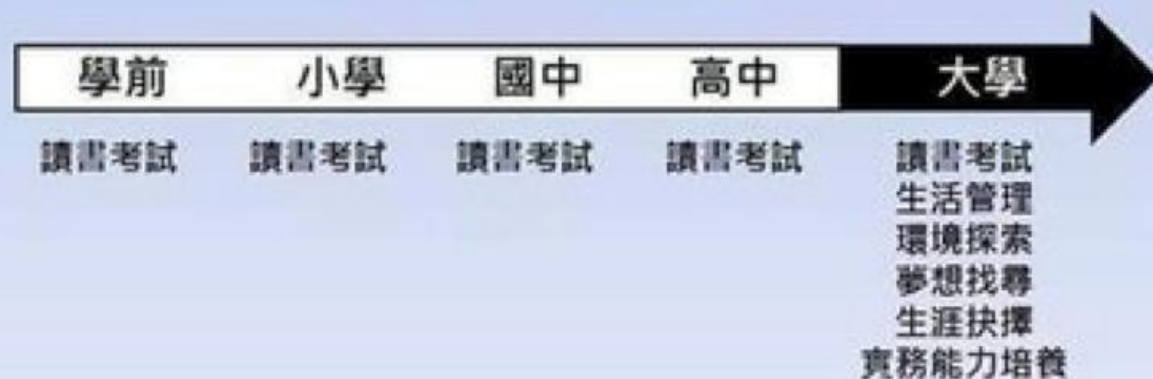 學前 小學 國中 高中 大學
讀書考試 讀書考試 讀書考試 讀書考試 讀書考試
生活管理
環境探索
夢想找尋
生涯抉擇
實務能力培養